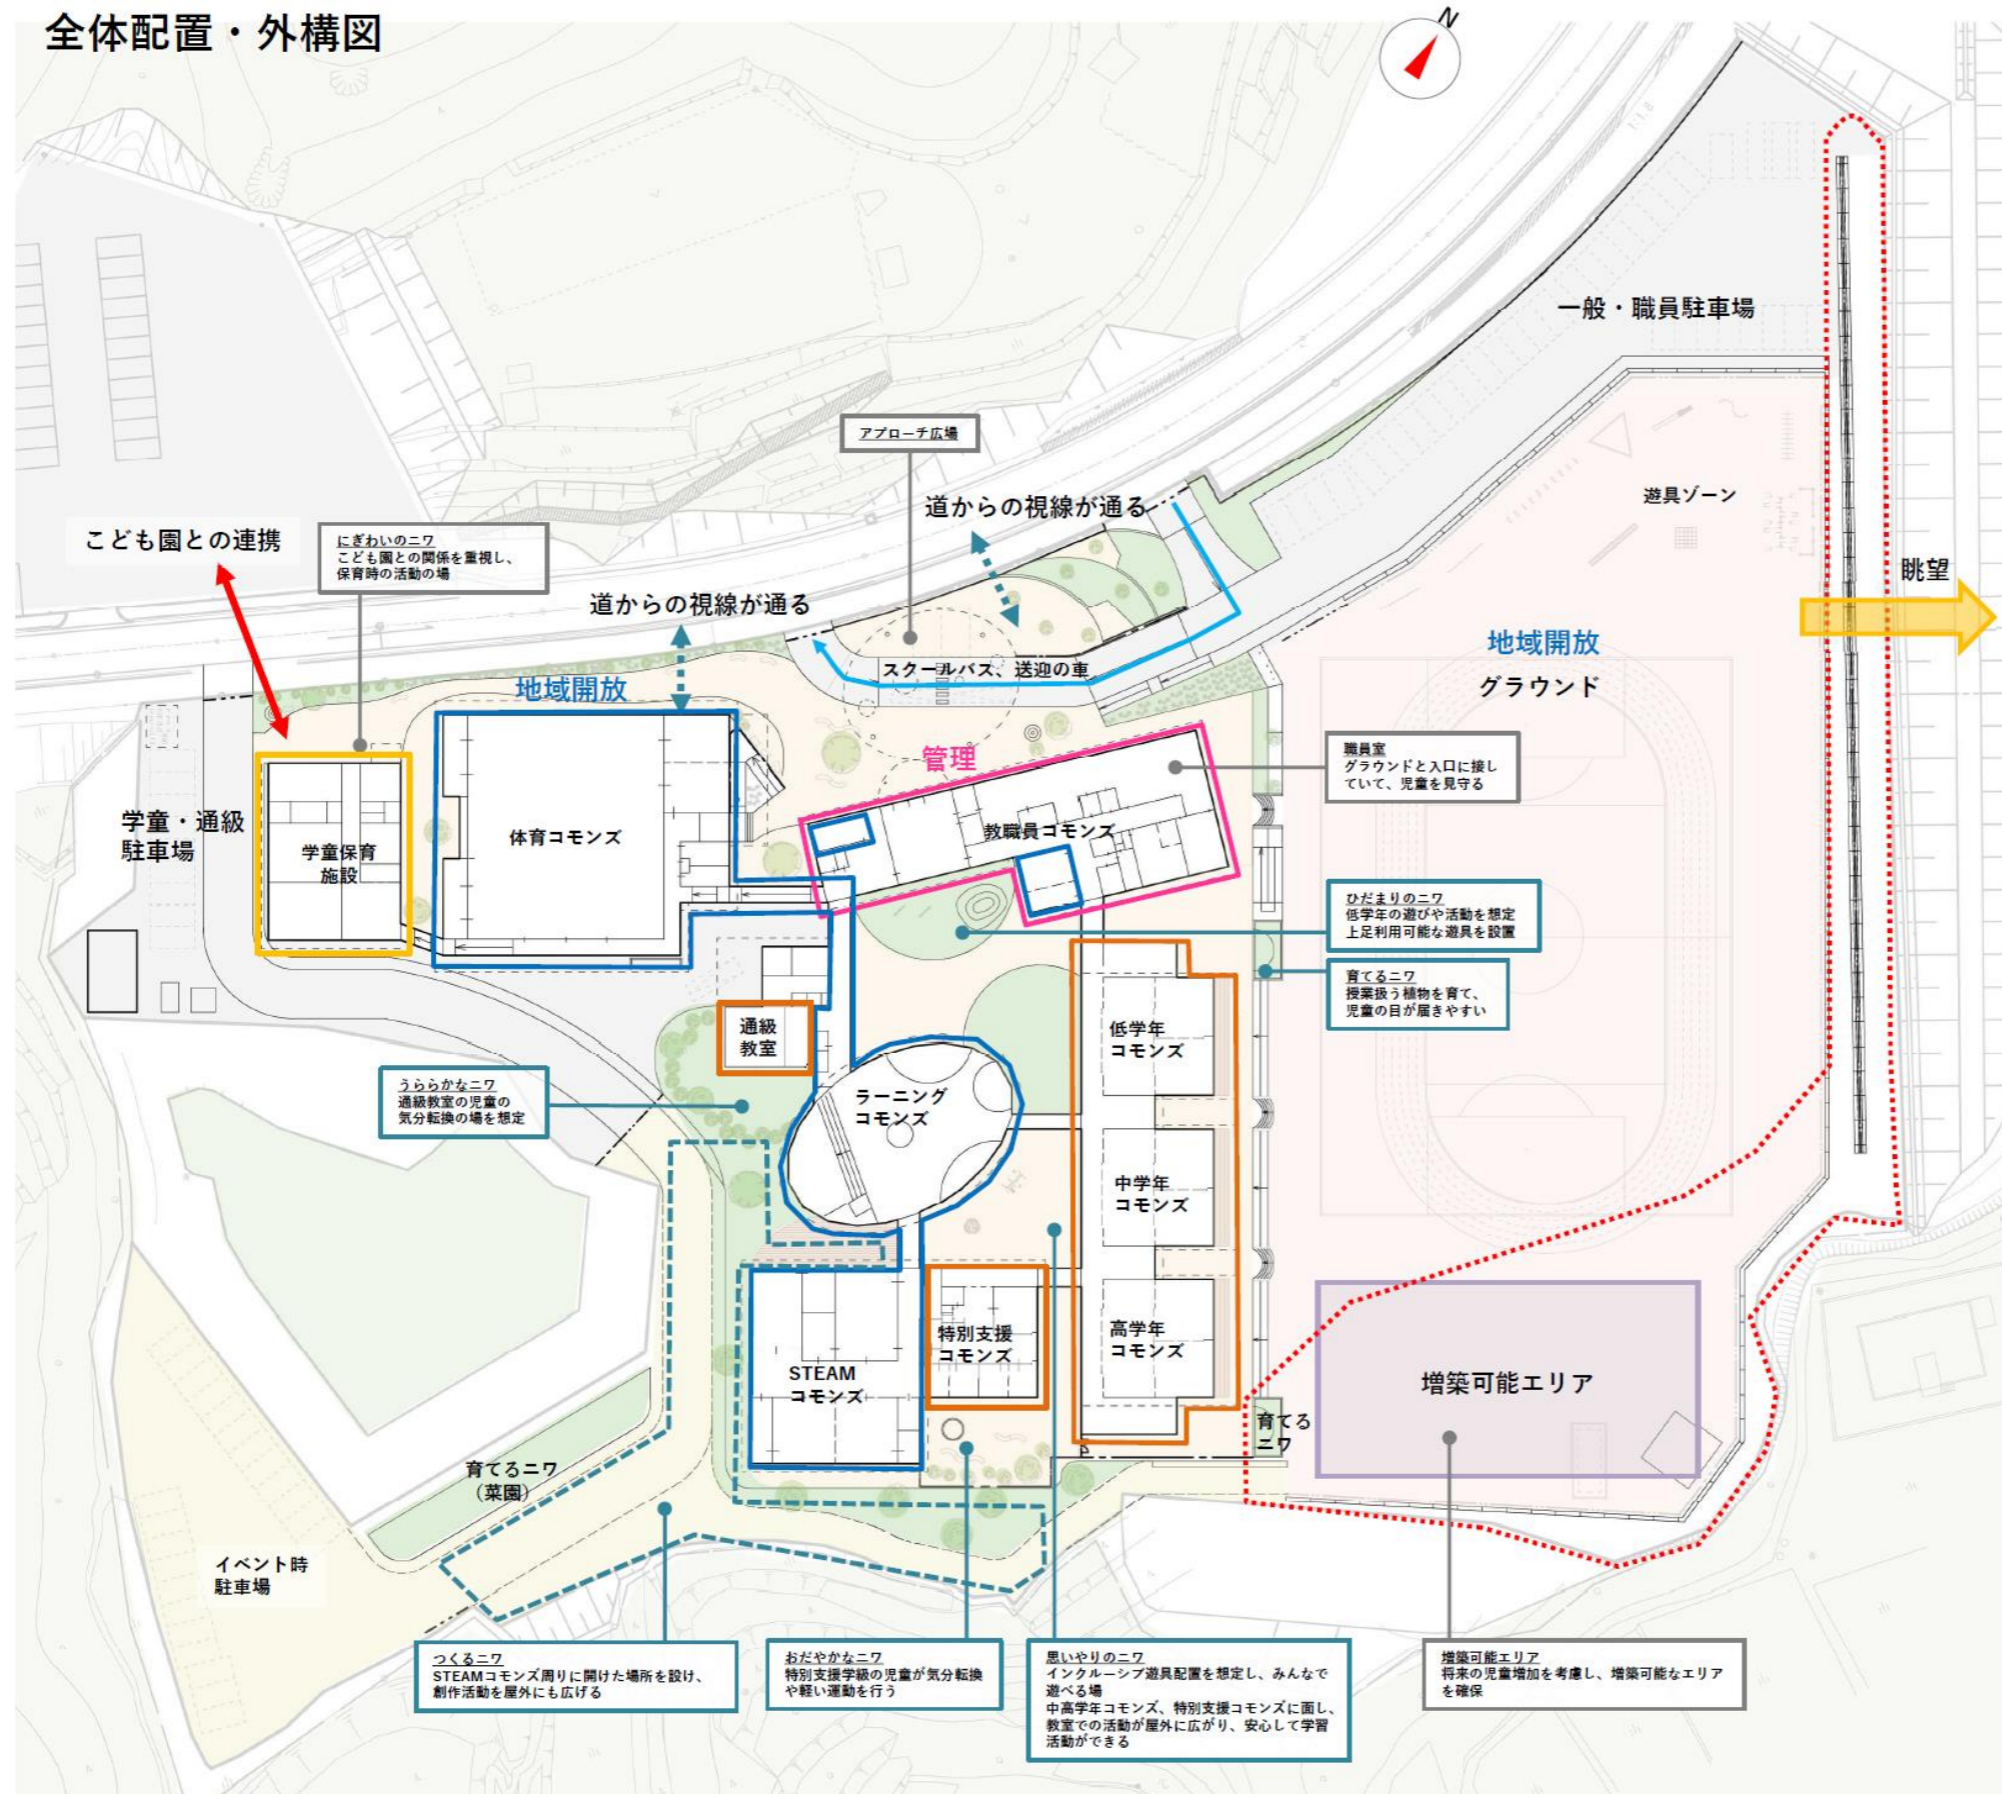 全体配置・外構図
N
一般・職員駐車場
アプローチ広場
遊具ゾーン
道からの視線が通る
こども園との連携
にぎわいのニワ
こども園との関係を重視し、
保育時の活動の場
眺望
道からの視線が通る
地域開放
グラウンド
スクールバス、送迎の車
地域開放
管理
職員室
グラウンドと入口に接し
ていて、児童を見守る
学童・通級
駐車場
体育コモンズ
教職員コモンズ
学童保育
施設
ひだまりのニワ
低学年の遊びや活動を想定
上足利用可能な遊具を設置
育てるニワ
授業扱う植物を育て、
児童の目が届きやすい
通級
教室
低学年
コモンズ
うららかなニワ
通級教室の児童の
気分転換の場を想定
ラーニング
コモンズ
中学年
コモンズ
特別支援
コモンズ
高学年
コモンズ
STEAM
コモンズ
増築可能エリア
育てる
ニワ
育てるニワ
（菜園）
イベント時
駐車場
つくるニワ
STEAMコモンズ周りに開けた場所を設け、
創作活動を屋外にも広げる
おだやかなニワ
特別支援学級の児童が気分転換
や軽い運動を行う
思いやりのニワ
インクルーシブ遊具配置を想定し、みんなで
遊べる場
中高学年コモンズ、特別支援コモンズに面し、
教室での活動が屋外に広がり、安心して学習
活動ができる
増築可能エリア
将来の児童増加を考慮し、増築可能なエリア
を確保